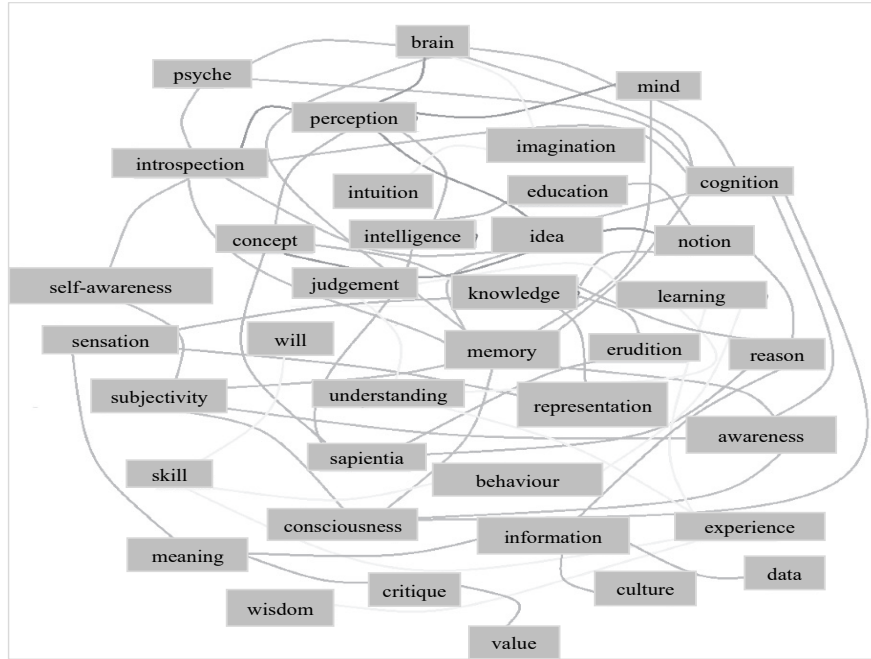 brain
psyche
mind
perception
imagination
introspection
cognition
intuition
education
concept
intelligence
idea
notion
self-awareness
judgement
knowledge
learning
sensation
will
memory
erudition
reason
subjectivity
understanding
representation
awareness
sapientia
skill
behaviour
consciousness
information
experience
meaning
critique
culture
data
wisdom
value